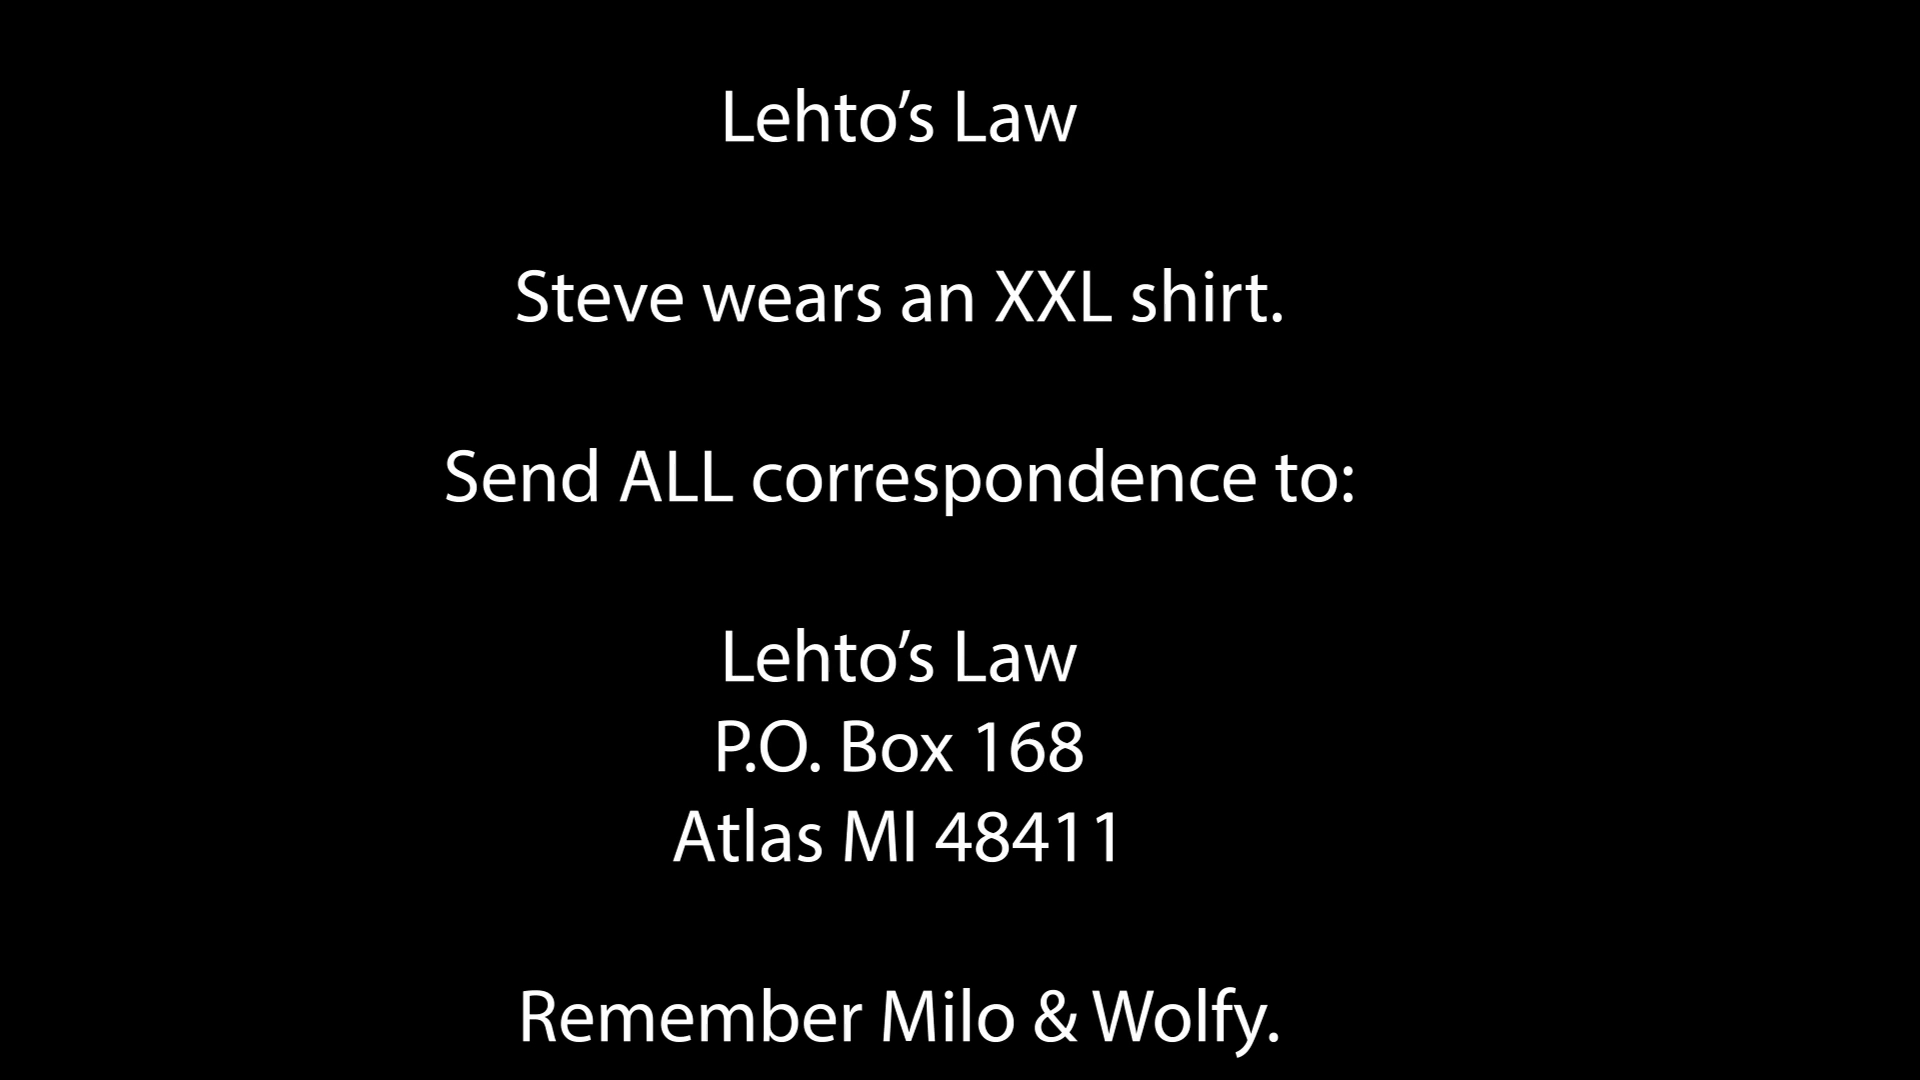 Lehto’s Law
Steve wears an XXL shirt.
Send ALL correspondence to:
Lehto’s Law
P.O. Box 168
Atlas MI 48411
Remember Milo & Wolfy.